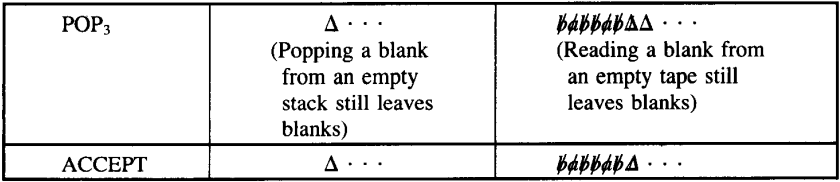 POP₃
Δ · · ·
(Popping a blank
from an empty
stack still leaves
blanks)
b̸a̸b̸b̸a̸b̸Δ̸Δ · · ·
(Reading a blank from
an empty tape still
leaves blanks)
ACCEPT
Δ · · ·
b̸a̸b̸b̸a̸b̸Δ̸ · · ·